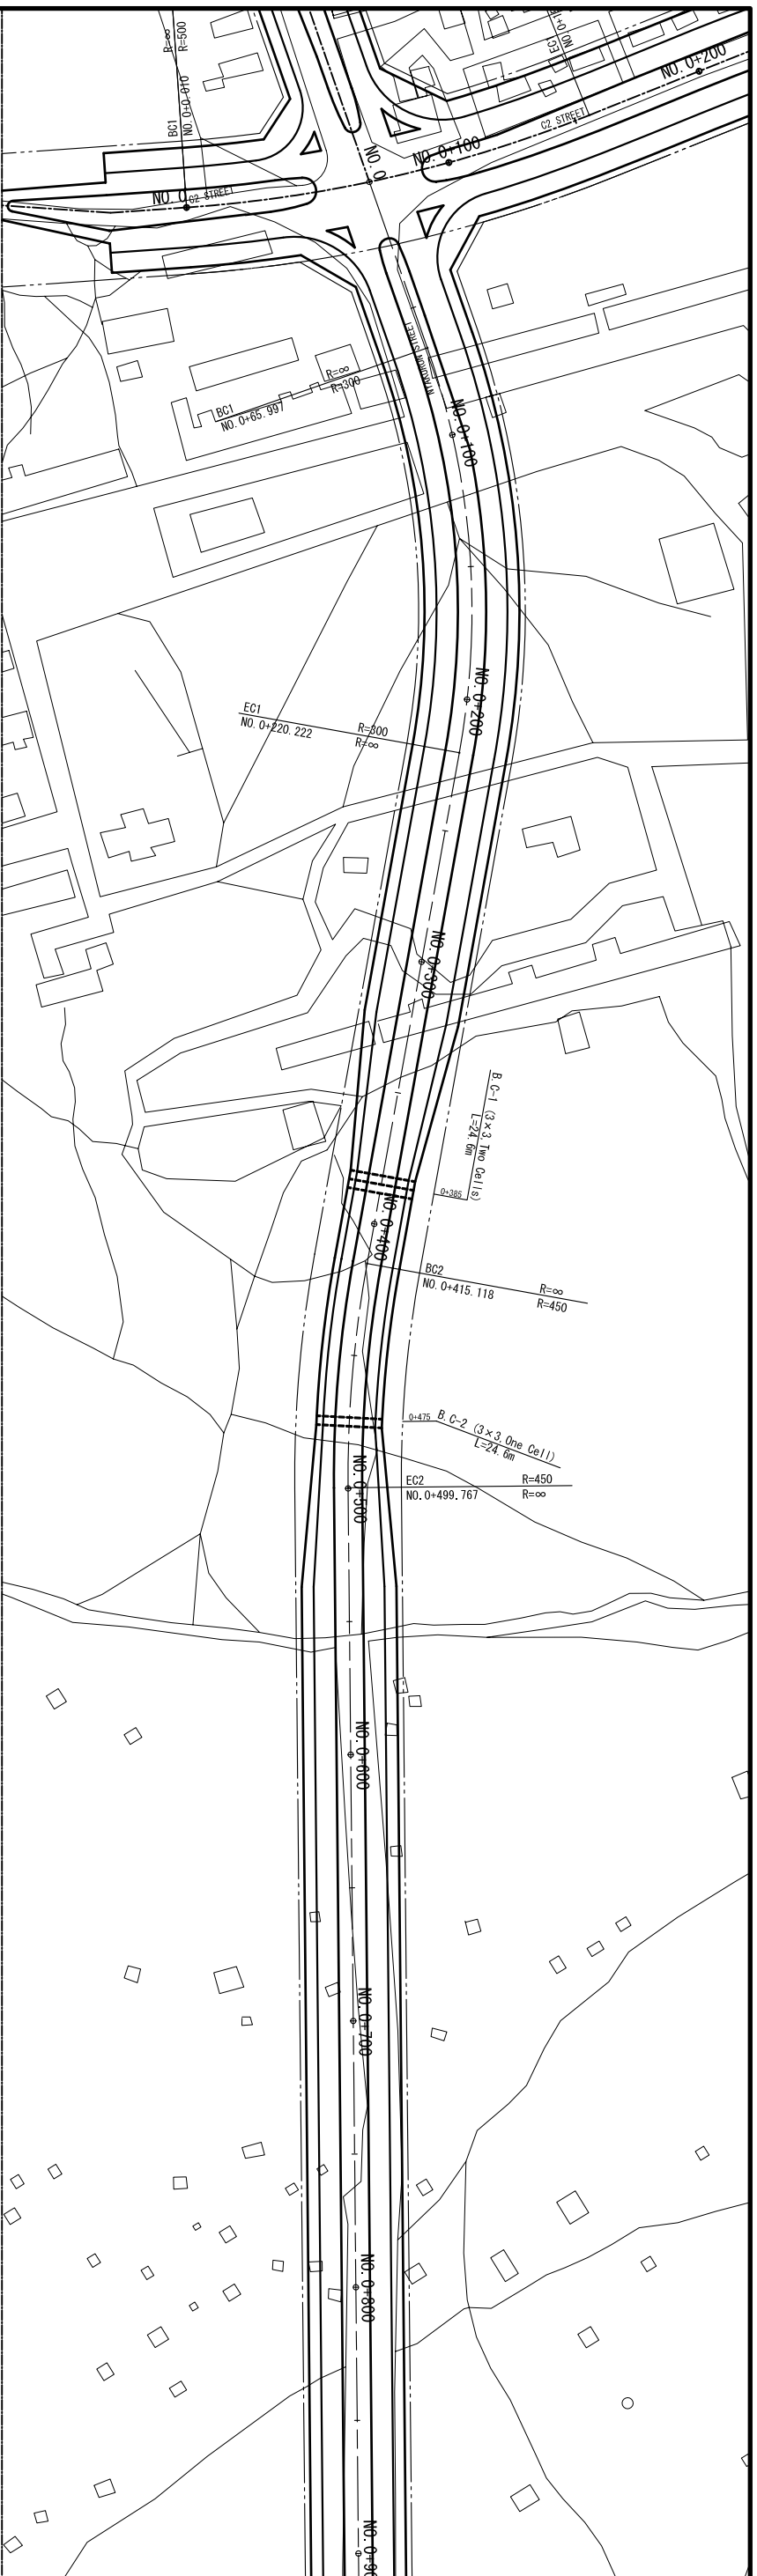 R=∞
R=500
BC1
NO. 0+0.010
EC1
NO. 0+200
C2 STREET
NO. 0+100
NO. 0
NO. 0
C2 STREET
NYAKURON STREET
R=∞
R=300
BC1
NO. 0+65.997
NO. 0+100
NO. 0+200
EC1
NO. 0+220.222
R=300
R=∞
NO. 0+300
B.C-1 (3×3.Two Cells)
L=24.6m
0+385
NO. 0+400
BC2
NO. 0+415.118
R=∞
R=450
0+475
B.C-2 (3×3.One Cell)
L=24.6m
NO. 0+500
EC2
NO. 0+499.767
R=450
R=∞
NO. 0+600
NO. 0+700
NO. 0+800